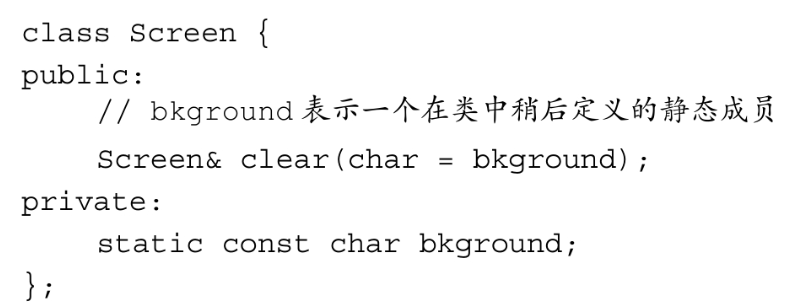 class Screen {
public:
    // bkground 表示一个在类中稍后定义的静态成员
    Screen& clear(char = bkground);
private:
    static const char bkground;
};